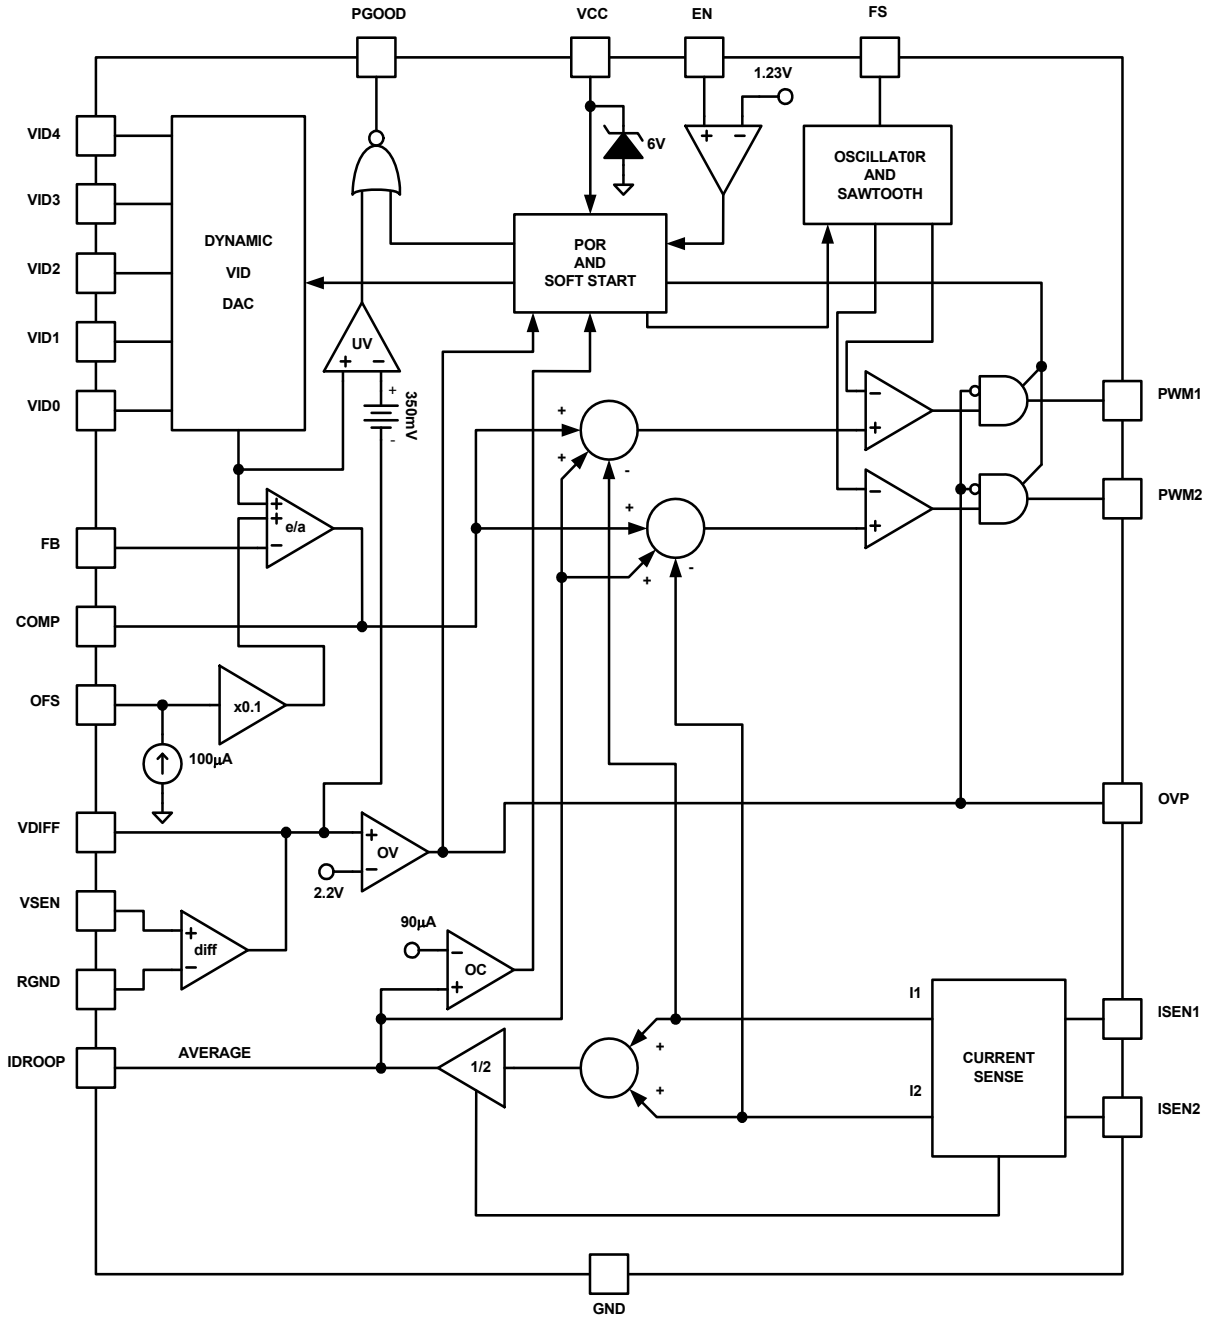 PGOOD
VCC
EN
FS
1.23V
6V
VID4
VID3
VID2
VID1
VID0
DYNAMIC
VID
DAC
OSCILLAT0R
AND
SAWTOOTH
POR
AND
SOFT START
+ −
UV
+ −
+
350mV
-
+
+
-
−
+
PWM1
+
+
-
−
+
PWM2
+
+
e/a
−
FB
COMP
OFS
x0.1
100µA
VDIFF
+
OV
−
2.2V
OVP
VSEN
+
diff
−
RGND
90µA
−
OC
+
IDROOP
AVERAGE
1/2
+
+
I1
I2
CURRENT
SENSE
ISEN1
ISEN2
GND